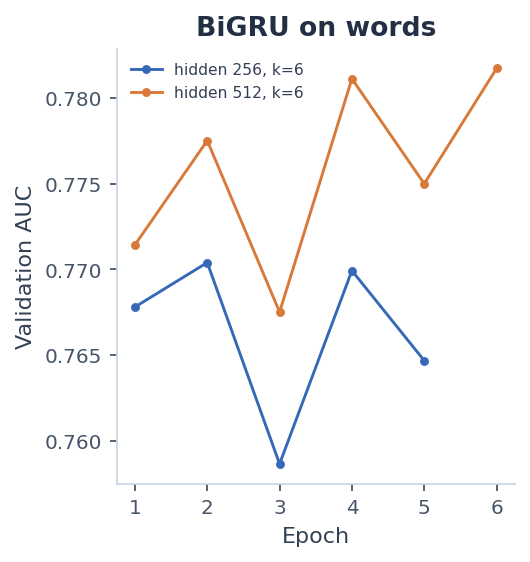 BiGRU on words
hidden 256, k=6
hidden 512, k=6
Validation AUC
0.780
0.775
0.770
0.765
0.760
1 2 3 4 5 6
Epoch